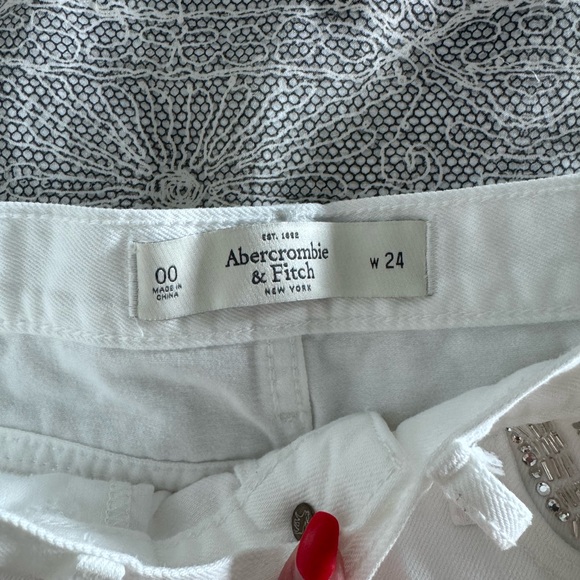 00
MADE IN
CHINA
EST. 1892
Abercrombie
& Fitch
NEW YORK
W 24